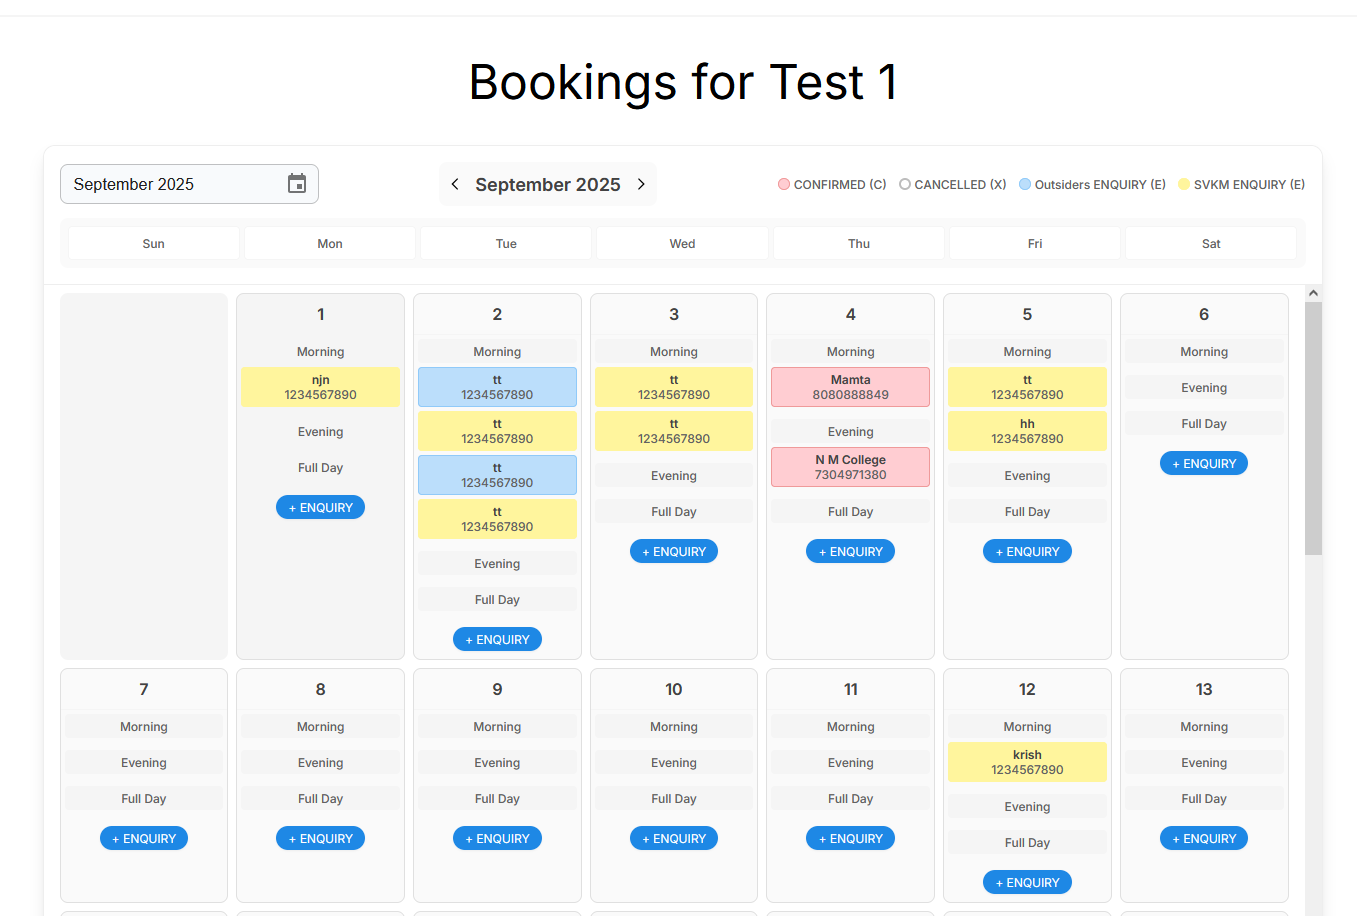 Bookings for Test 1
September 2025
September 2025
CONFIRMED (C) CANCELLED (X) Outsiders ENQUIRY (E) SVKM ENQUIRY (E)
Sun Mon Tue Wed Thu Fri Sat
1
Morning
njn
1234567890
Evening
Full Day
+ ENQUIRY
2
Morning
tt
1234567890
tt
1234567890
tt
1234567890
tt
1234567890
Evening
Full Day
+ ENQUIRY
3
Morning
tt
1234567890
tt
1234567890
Evening
Full Day
+ ENQUIRY
4
Morning
Mamta
8080888849
Evening
N M College
7304971380
Full Day
+ ENQUIRY
5
Morning
tt
1234567890
hh
1234567890
Evening
Full Day
+ ENQUIRY
6
Morning
Evening
Full Day
+ ENQUIRY
7
Morning
Evening
Full Day
+ ENQUIRY
8
Morning
Evening
Full Day
+ ENQUIRY
9
Morning
Evening
Full Day
+ ENQUIRY
10
Morning
Evening
Full Day
+ ENQUIRY
11
Morning
Evening
Full Day
+ ENQUIRY
12
Morning
krish
1234567890
Evening
Full Day
+ ENQUIRY
13
Morning
Evening
Full Day
+ ENQUIRY